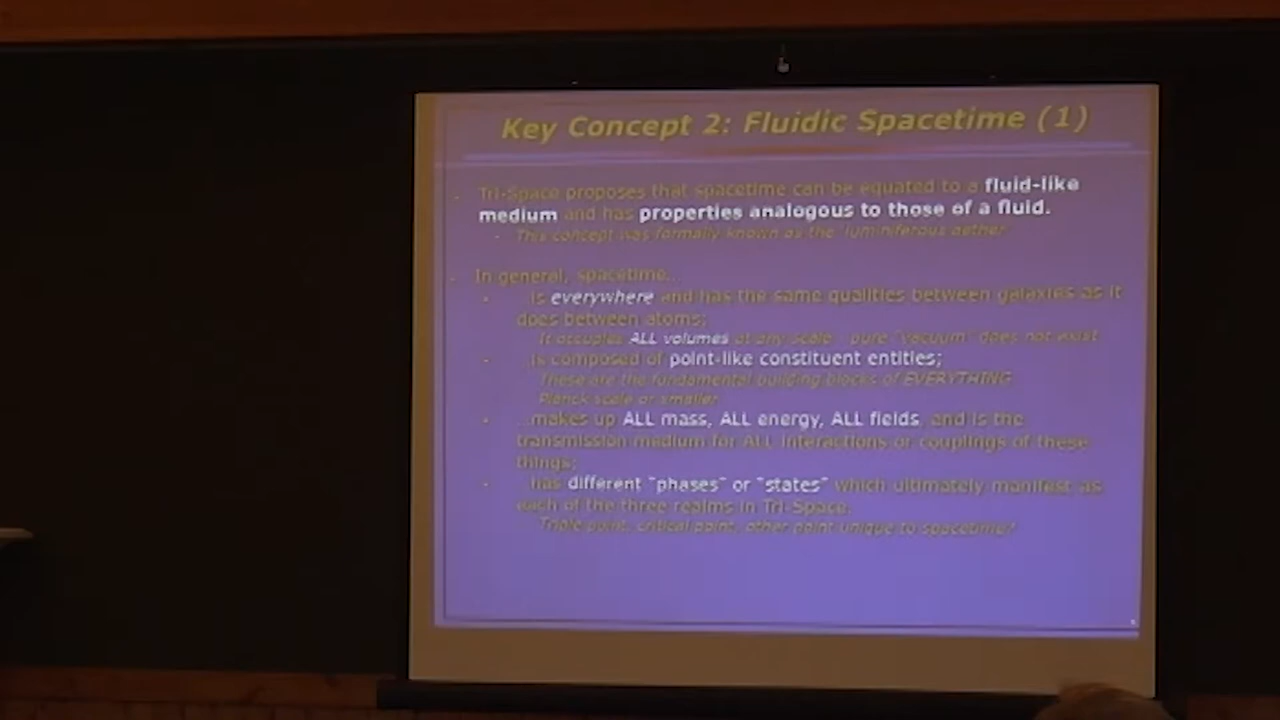 Key Concept 2: Fluidic Spacetime (1)
Tri-Space proposes that spacetime can be equated to a fluid-like
medium and has properties analogous to those of a fluid.
- This concept was formally known as the luminiferous aether
In general, spacetime...
...is everywhere and has the same qualities between galaxies as it
does between atoms;
It occupies ALL volumes at any scale pure "vacuum" does not exist
...is composed of point-like constituent entities;
These are the fundamental building blocks of EVERYTHING
Planck scale or smaller
...makes up ALL mass, ALL energy, ALL fields, and is the
transmission medium for ALL interactions or couplings of these
things;
...has different "phases" or "states" which ultimately manifest as
each of the three realms in Tri-Space.
Triple point, critical point, other point unique to spacetime?